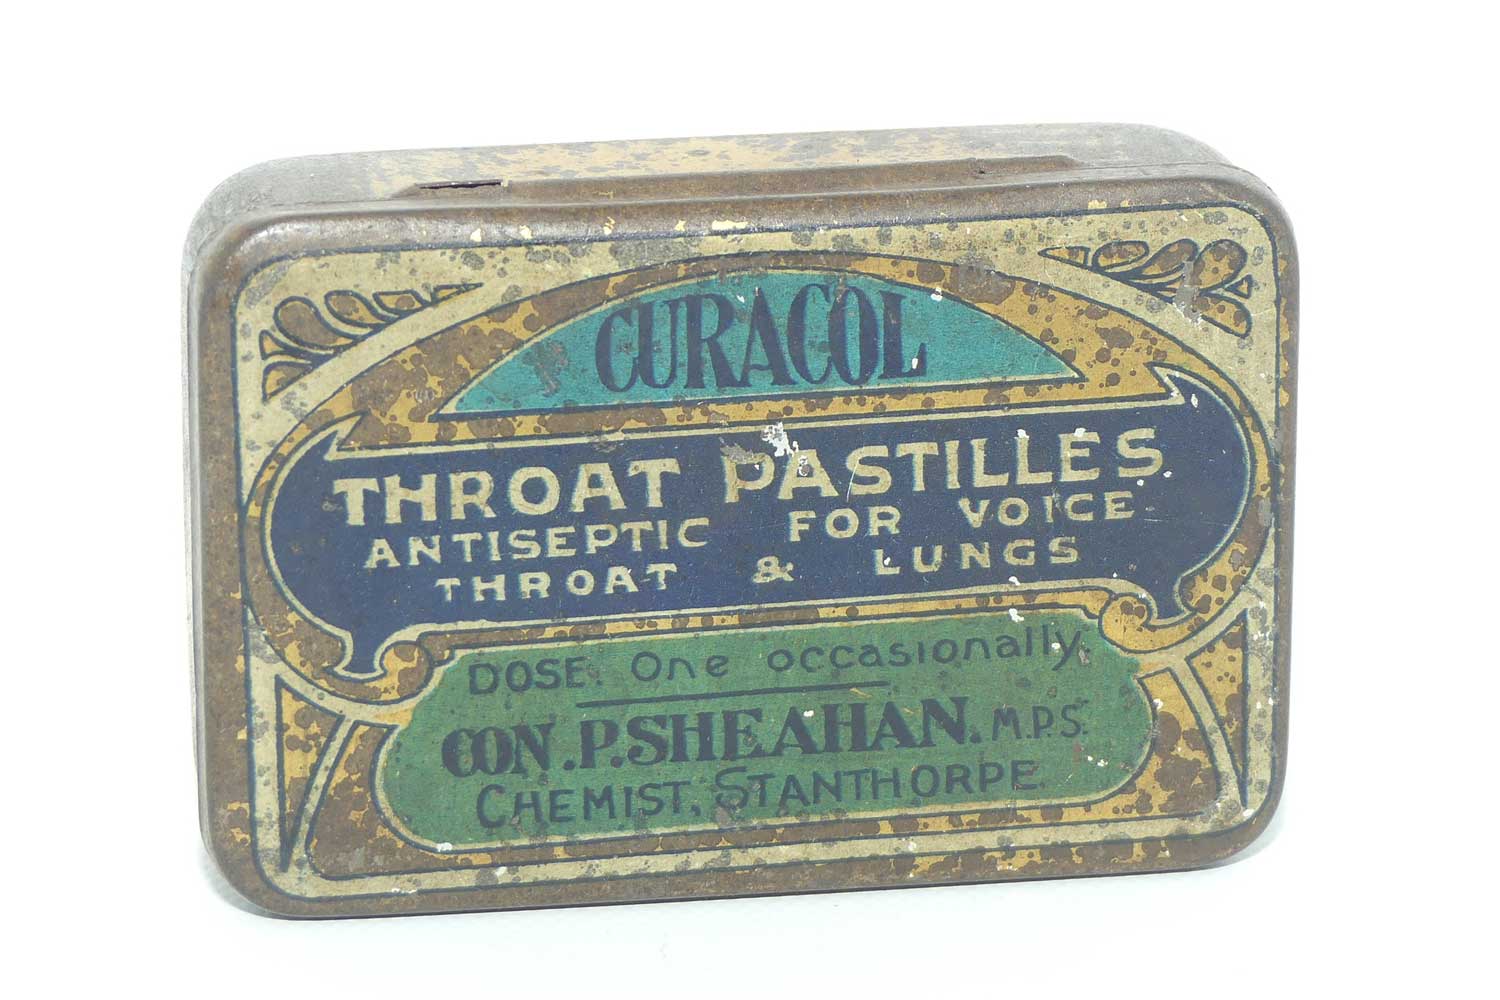 CURACOL
THROAT PASTILLES
ANTISEPTIC FOR VOICE
THROAT & LUNGS
DOSE. One occasionally.
CON.P.SHEAHAN. M.P.S.
CHEMIST, STANTHORPE.